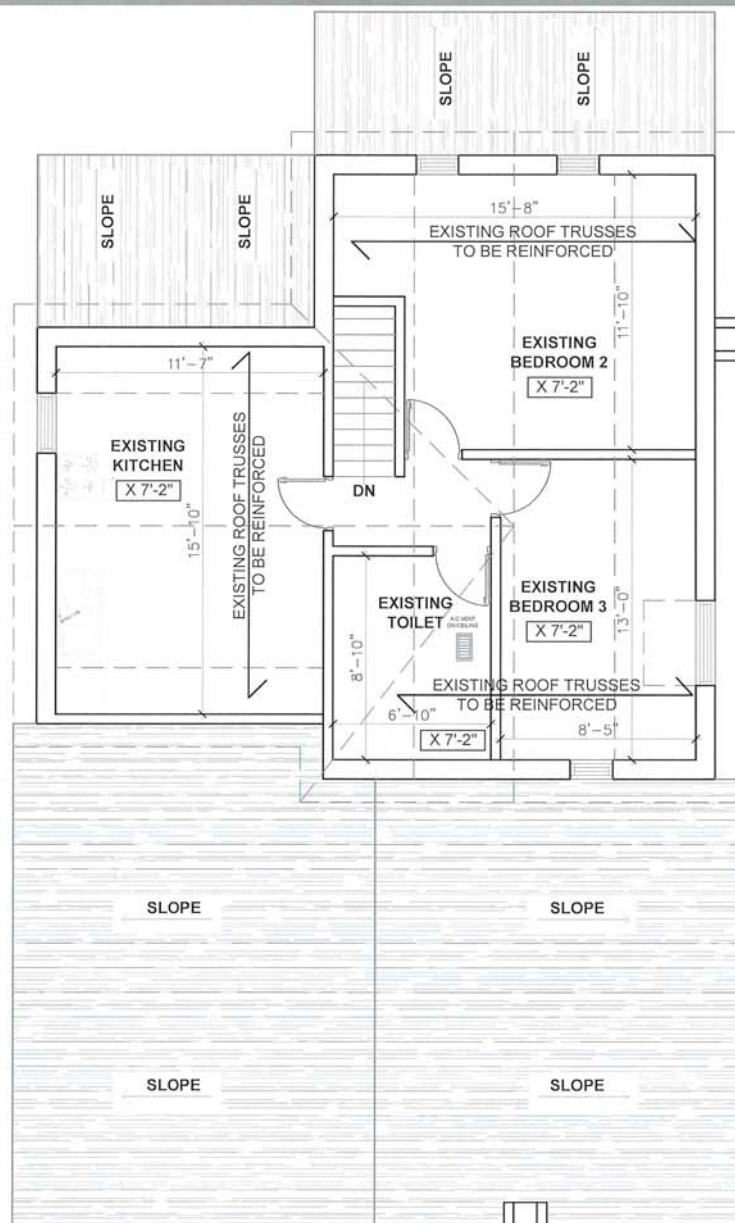 SLOPE
SLOPE
SLOPE
SLOPE
15'-8"
EXISTING ROOF TRUSSES
TO BE REINFORCED
11'-10"
EXISTING
BEDROOM 2
X 7'-2"
11'-7"
EXISTING
KITCHEN
X 7'-2"
15'-10"
EXISTING ROOF TRUSSES
TO BE REINFORCED
DN
EXISTING
TOILET
A·C VENT
ON CEILING
8'-10"
EXISTING
BEDROOM 3
X 7'-2"
13'-0"
EXISTING ROOF TRUSSES
TO BE REINFORCED
6'-10"
X 7'-2"
8'-5"
SLOPE
SLOPE
SLOPE
SLOPE